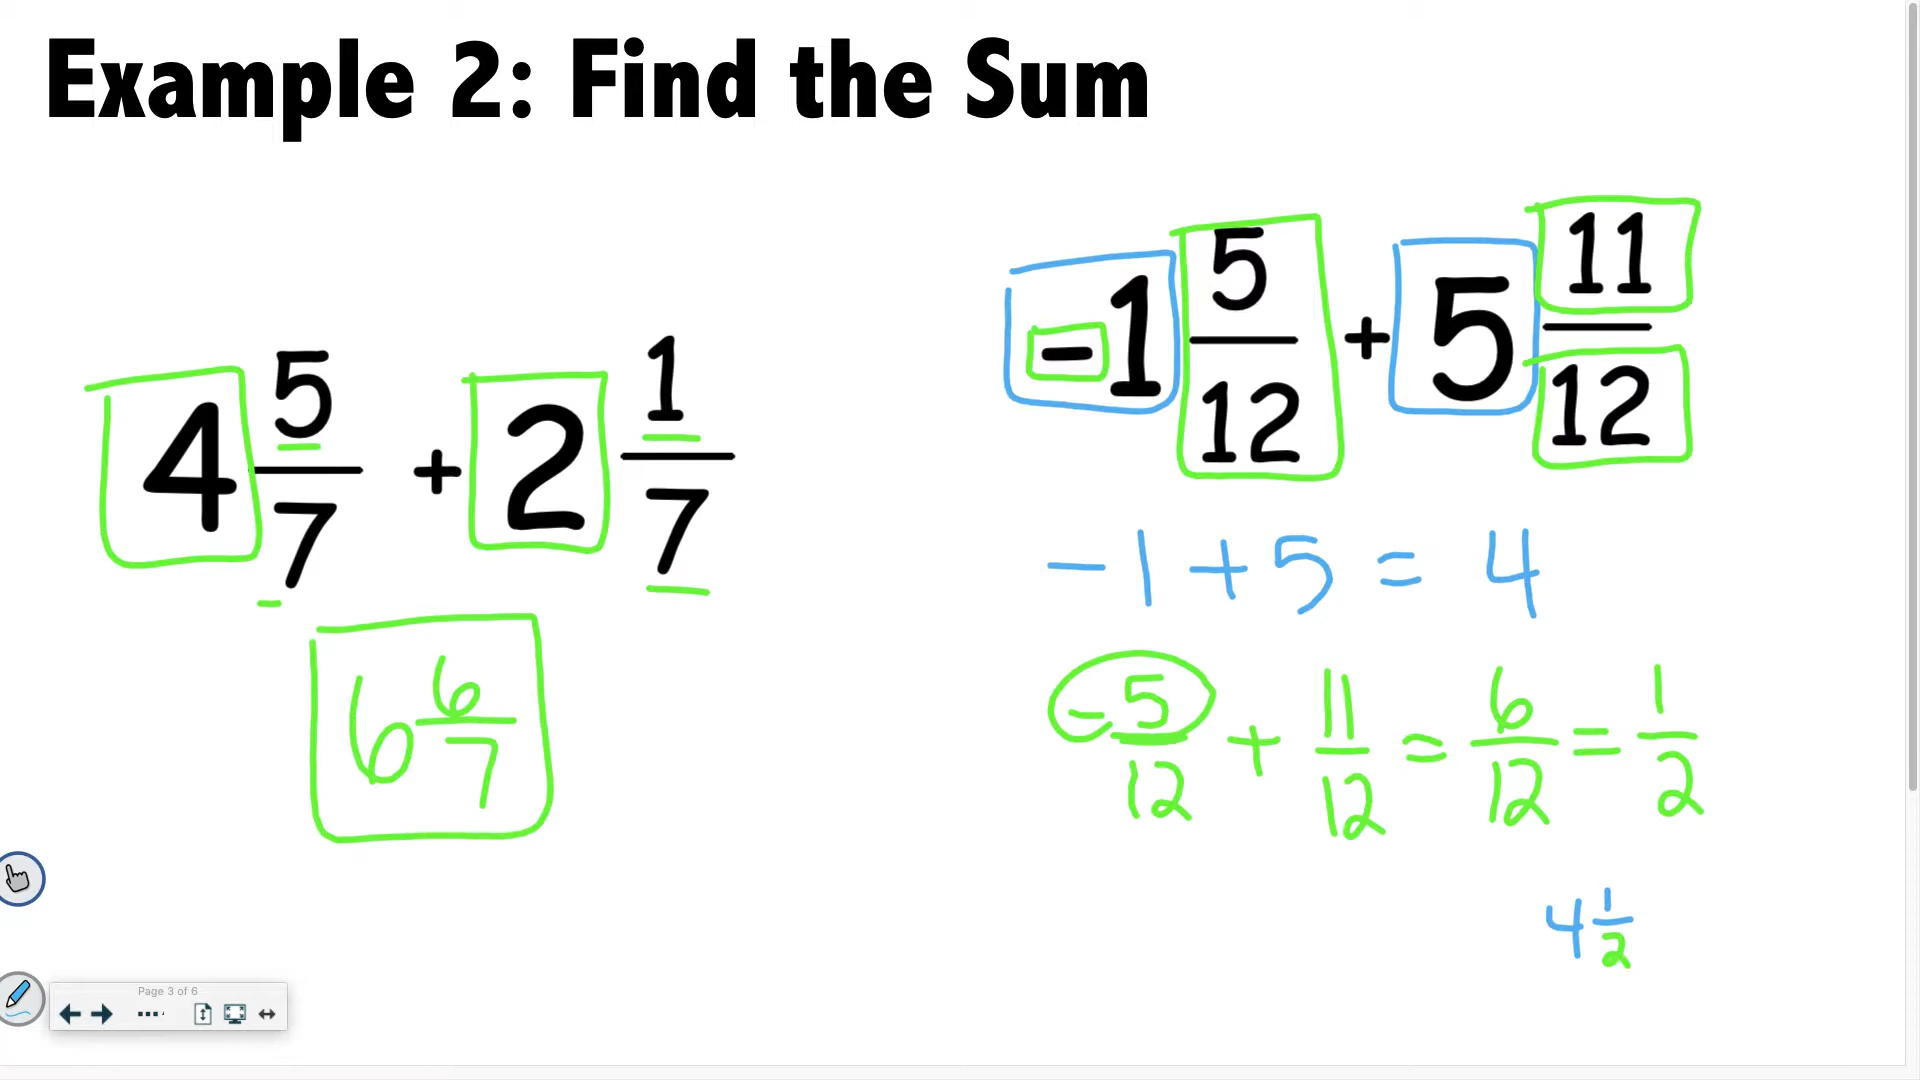 Example 2: Find the Sum
4 5/7 + 2 1/7
6 6/7
-1 5/12 + 5 11/12
-1 + 5 = 4
-5/12 + 11/12 = 6/12 = 1/2
4 1/2
Page 3 of 6